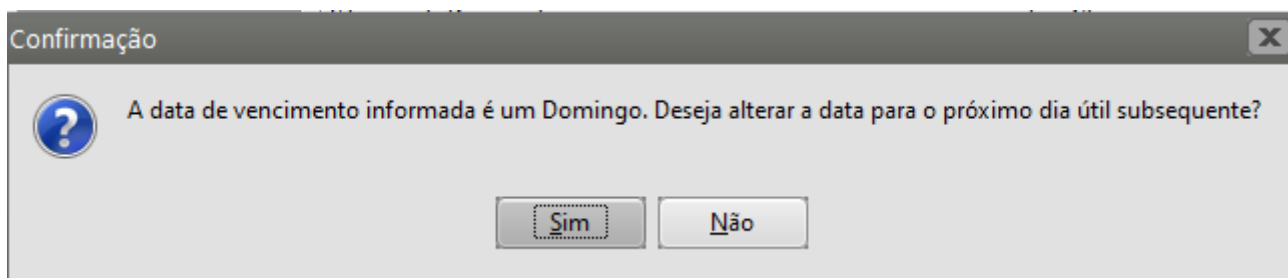 Confirmação
A data de vencimento informada é um Domingo. Deseja alterar a data para o próximo dia útil subsequente?
Sim
Não